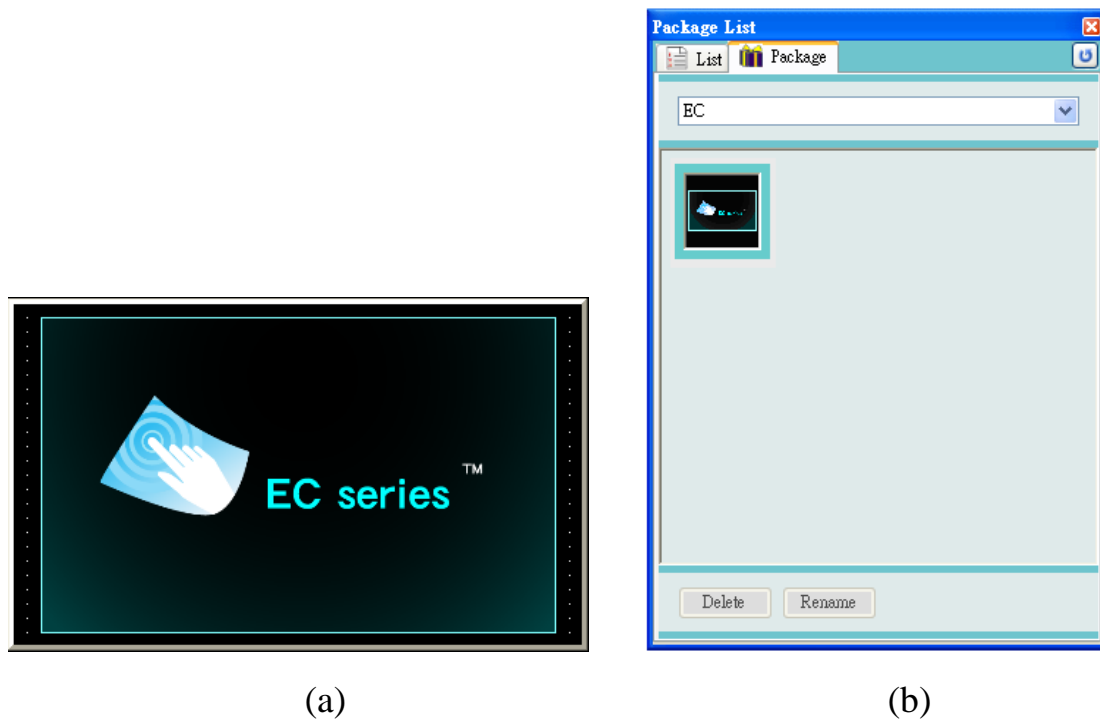 Package List
List Package
EC
EC series™
Delete Rename
(a) (b)